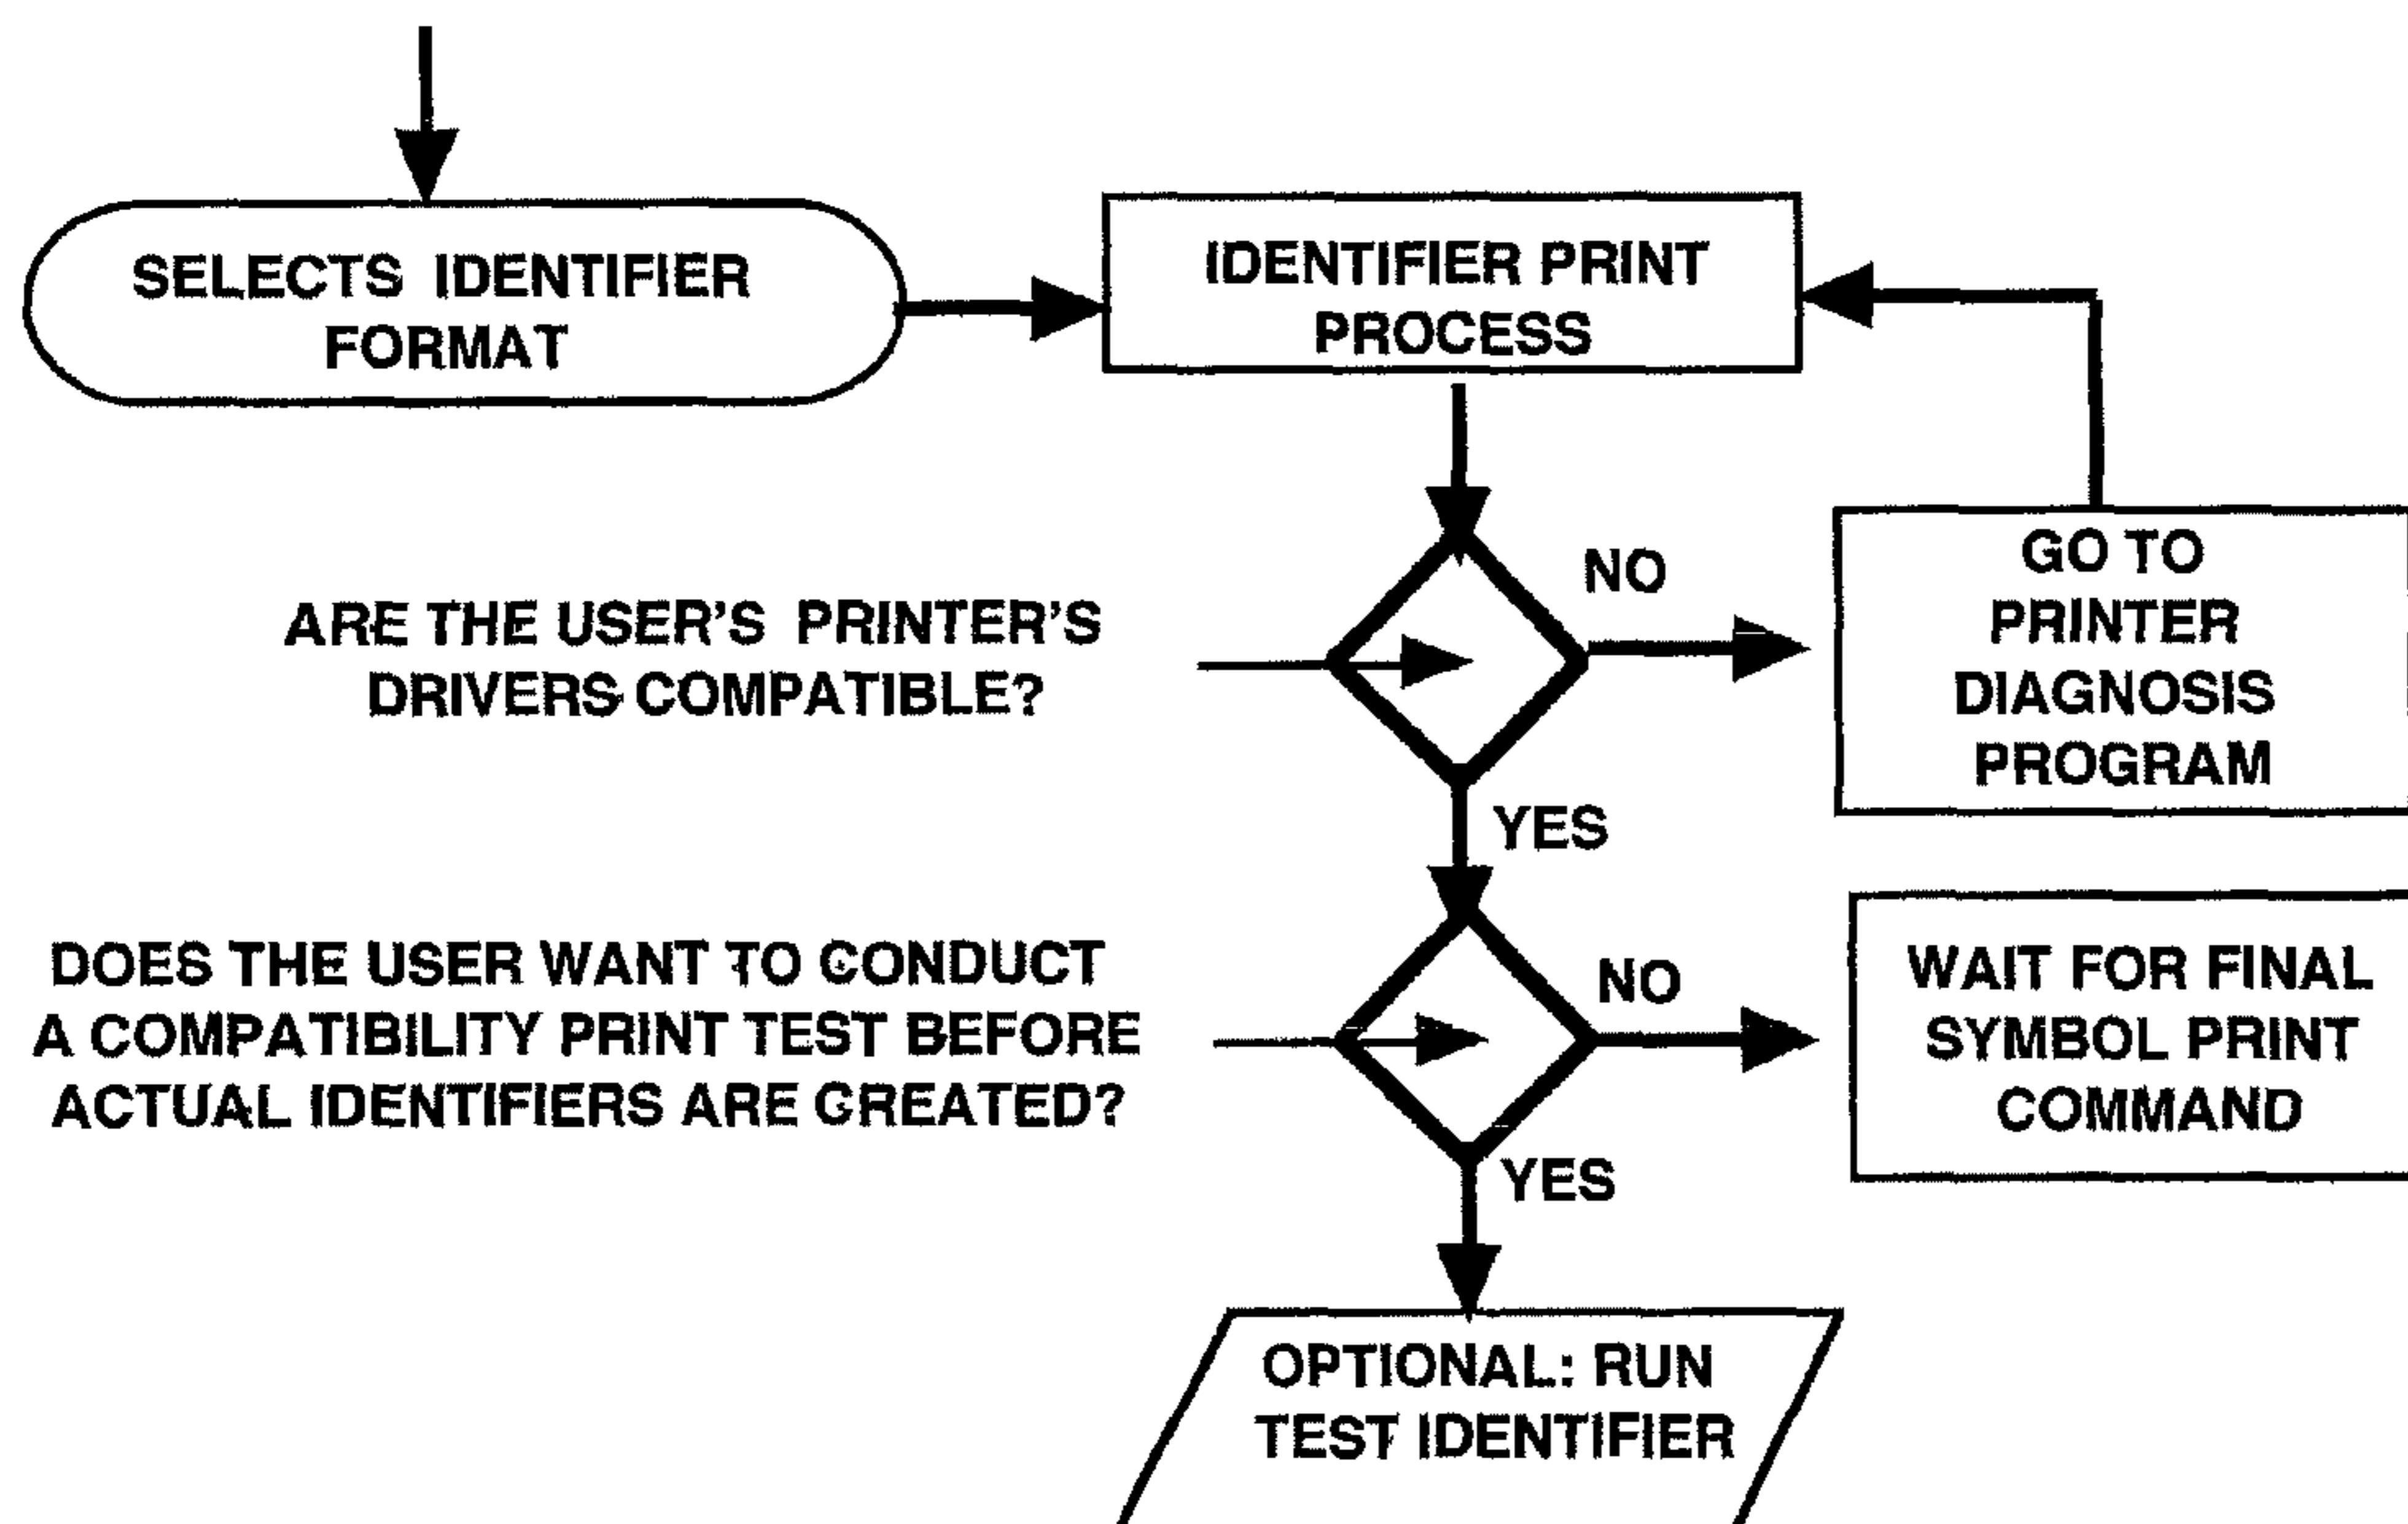 SELECTS IDENTIFIER
FORMAT
IDENTIFIER PRINT
PROCESS
ARE THE USER'S PRINTER'S
DRIVERS COMPATIBLE?
NO
GO TO
PRINTER
DIAGNOSIS
PROGRAM
YES
DOES THE USER WANT TO CONDUCT
A COMPATIBILITY PRINT TEST BEFORE
ACTUAL IDENTIFIERS ARE CREATED?
NO
WAIT FOR FINAL
SYMBOL PRINT
COMMAND
YES
OPTIONAL: RUN
TEST IDENTIFIER